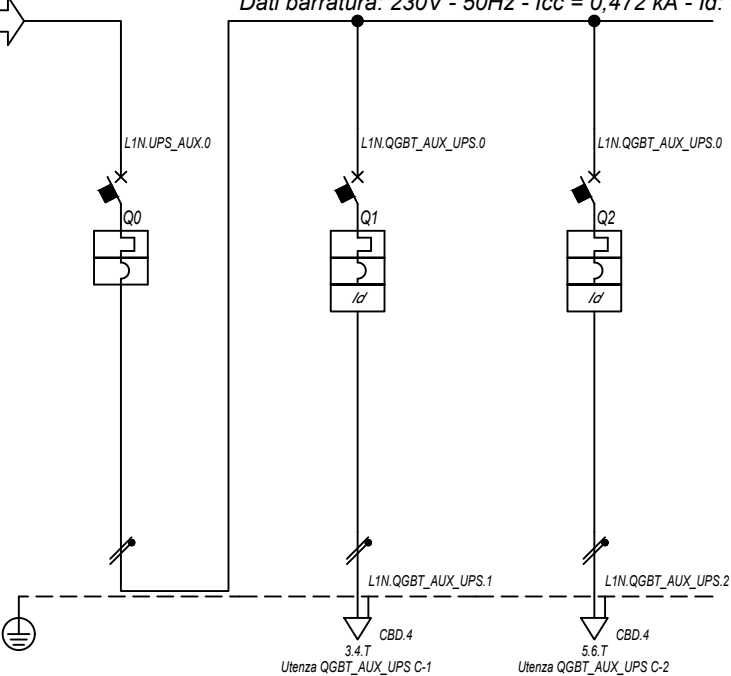 Dati barratura: 230V - 50Hz - Icc = 0,472 kA - Id:
L1N.UPS_AUX.0
L1N.QGBT_AUX_UPS.0
L1N.QGBT_AUX_UPS.0
Q0
Q1
Q2
Id
Id
L1N.QGBT_AUX_UPS.1
L1N.QGBT_AUX_UPS.2
CBD.4
CBD.4
3.4.T
5.6.T
Utenza QGBT_AUX_UPS C-1
Utenza QGBT_AUX_UPS C-2